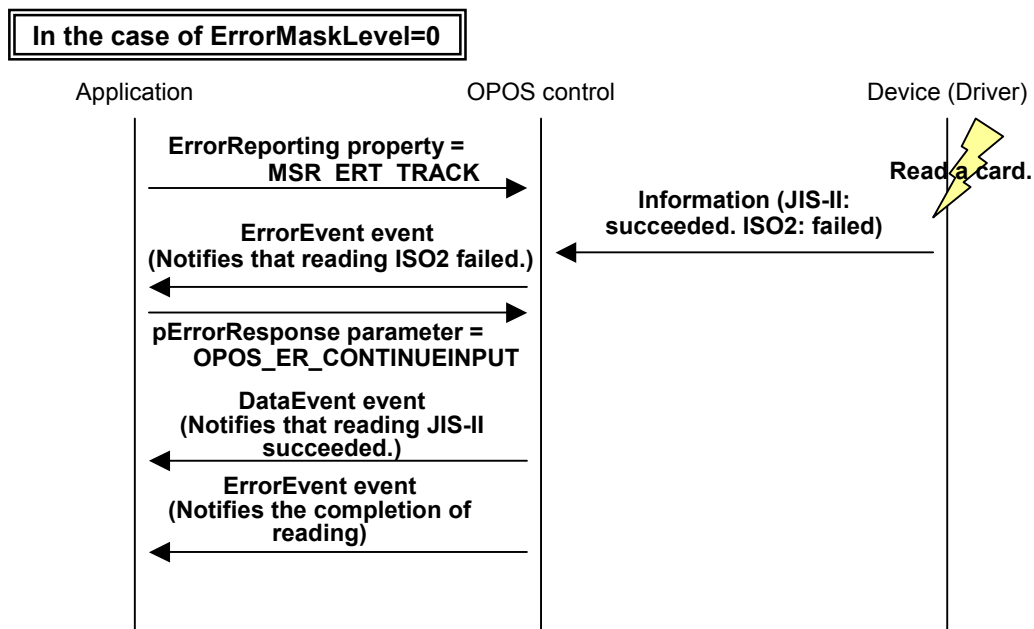 In the case of ErrorMaskLevel=0
Application
OPOS control
Device (Driver)
ErrorReporting property =
MSR_ERT_TRACK
Read a card.
Information (JIS-II:
succeeded. ISO2: failed)
ErrorEvent event
(Notifies that reading ISO2 failed.)
pErrorResponse parameter =
OPOS_ER_CONTINUEINPUT
DataEvent event
(Notifies that reading JIS-II
succeeded.)
ErrorEvent event
(Notifies the completion of
reading)